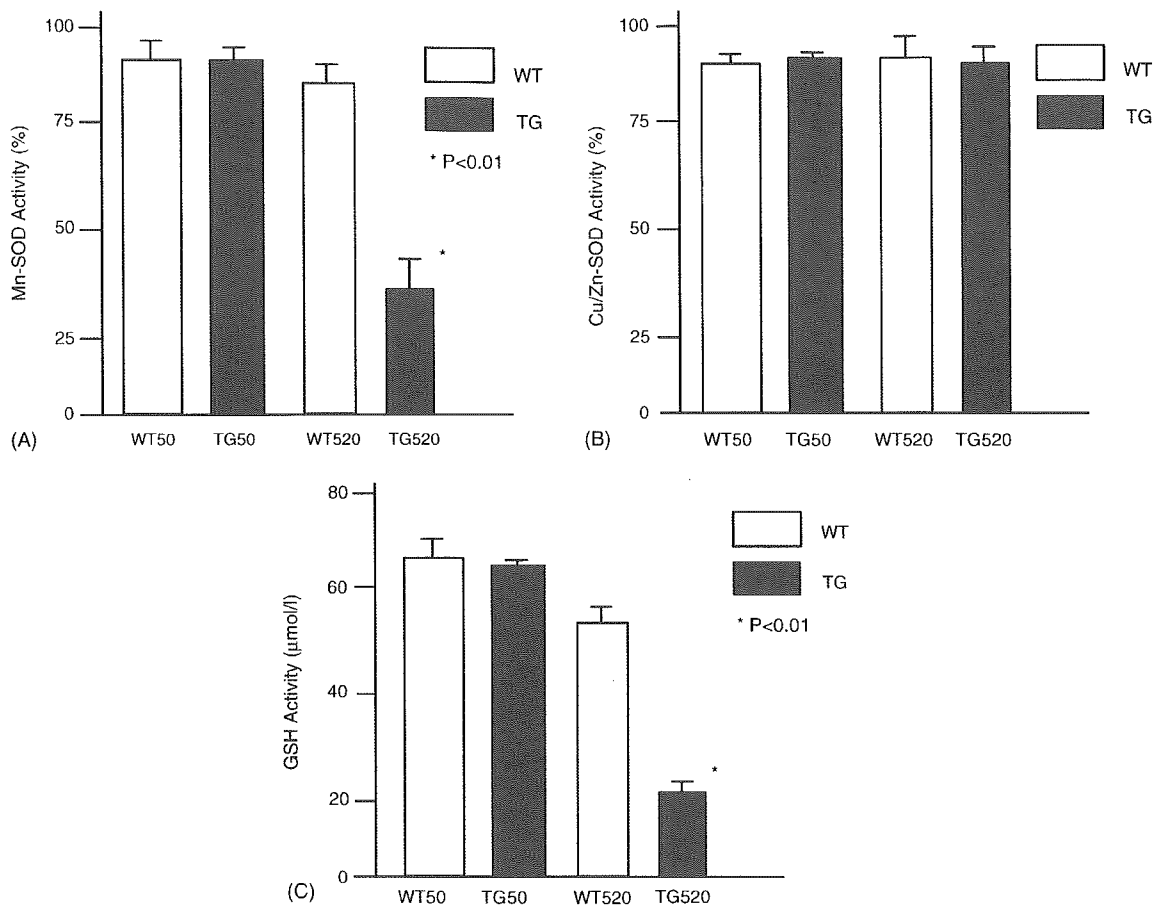 100
75
50
25
0
Mn-SOD Activity (%)
WT
TG
* P<0.01
*
WT50 TG50 WT520 TG520
(A)
100
75
50
25
0
Cu/Zn-SOD Activity (%)
WT
TG
WT50 TG50 WT520 TG520
(B)
80
60
40
20
0
GSH Activity (μmol/l)
WT
TG
* P<0.01
*
WT50 TG50 WT520 TG520
(C)